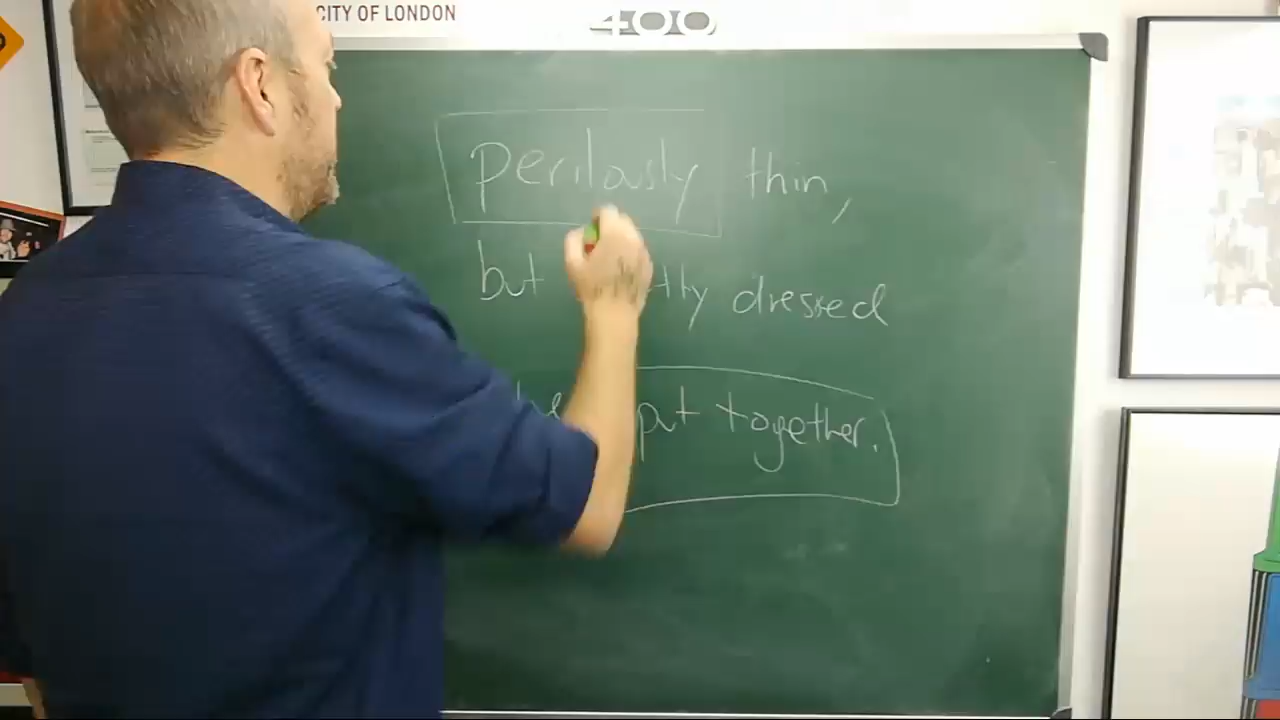 CITY OF LONDON
400
Perilously thin,
but dressed
put together.